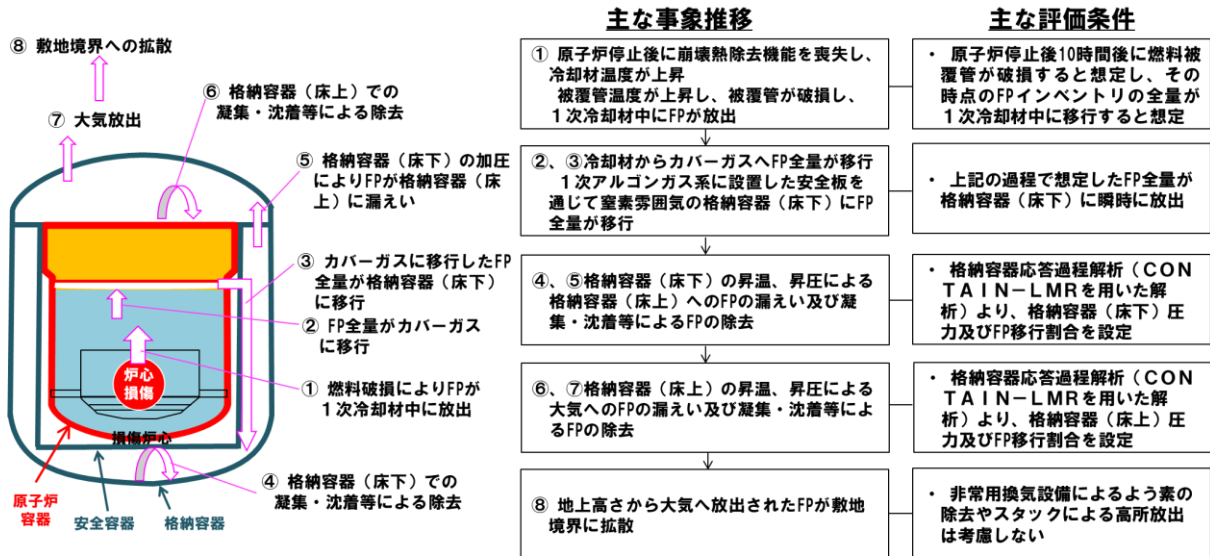 ⑧ 敷地境界への拡散
⑥ 格納容器（床上）での
凝集・沈着等による除去
⑦ 大気放出
⑤ 格納容器（床下）の加圧
によりFPが格納容器（床
上）に漏えい
③ カバーガスに移行したFP
全量が格納容器（床下）
に移行
② FP全量がカバーガス
に移行
炉心
損傷
① 燃料破損によりFPが
１次冷却材中に放出
損傷炉心
④ 格納容器（床下）での
凝集・沈着等による除去
原子炉
容器
安全容器
格納容器
主な事象推移
① 原子炉停止後に崩壊熱除去機能を喪失し、
冷却材温度が上昇
被覆管温度が上昇し、被覆管が破損し、
１次冷却材中にFPが放出
②、③冷却材からカバーガスへFP全量が移行
１次アルゴンガス系に設置した安全板を
通じて窒素雰囲気の格納容器（床下）にFP
全量が移行
④、⑤格納容器（床下）の昇温、昇圧による
格納容器（床上）へのFPの漏えい及び凝
集・沈着等によるFPの除去
⑥、⑦格納容器（床上）の昇温、昇圧による
大気へのFPの漏えい及び凝集・沈着等によ
るFPの除去
⑧ 地上高さから大気へ放出されたFPが敷地
境界に拡散
主な評価条件
・ 原子炉停止後10時間後に燃料被
覆管が破損すると想定し、その
時点のFPインベントリの全量が
１次冷却材中に移行すると想定
・ 上記の過程で想定したFP全量が
格納容器（床下）に瞬時に放出
・ 格納容器応答過程解析（ＣＯＮ
ＴＡＩＮ－ＬＭＲを用いた解
析）より、格納容器（床下）圧
力及びFP移行割合を設定
・ 格納容器応答過程解析（ＣＯＮ
ＴＡＩＮ－ＬＭＲを用いた解
析）より、格納容器（床上）圧
力及びFP移行割合を設定
・ 非常用換気設備によるよう素の
除去やスタックによる高所放出
は考慮しない